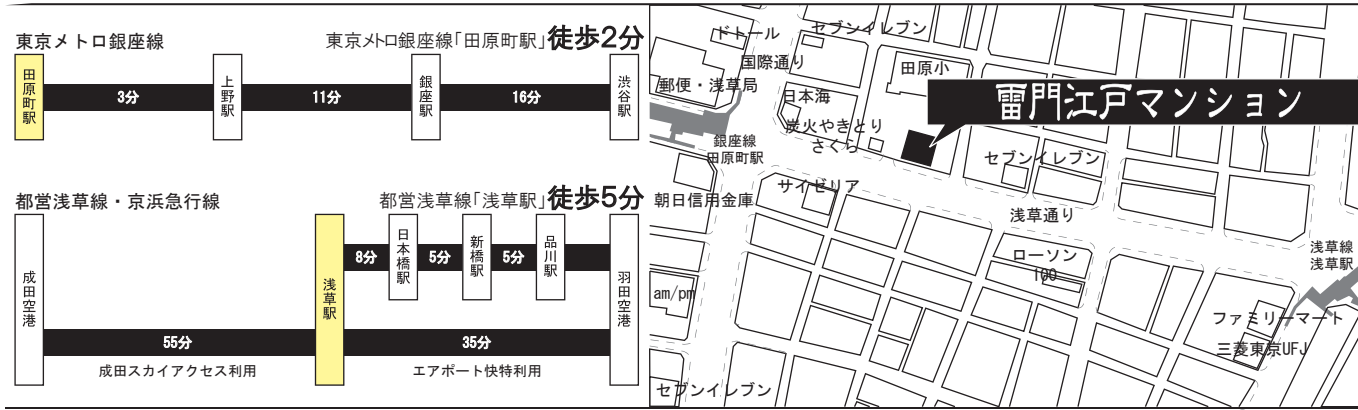 東京メトロ銀座線
東京メトロ銀座線「田原町駅」徒歩2分
田原町駅
3分
上野駅
11分
銀座駅
16分
渋谷駅
都営浅草線・京浜急行線
都営浅草線「浅草駅」徒歩5分
成田空港
55分
成田スカイアクセス利用
浅草駅
8分
日本橋駅
5分
新橋駅
5分
品川駅
35分
エアポート快特利用
羽田空港
ドトール
セブンイレブン
国際通り
田原小
郵便・浅草局
日本海
雷門江戸マンション
炭火やきとり
さくら
銀座線
田原町駅
セブンイレブン
サイゼリア
朝日信用金庫
浅草通り
ローソン
100
浅草線
浅草駅
am/pm
ファミリーマート
三菱東京UFJ
セブンイレブン